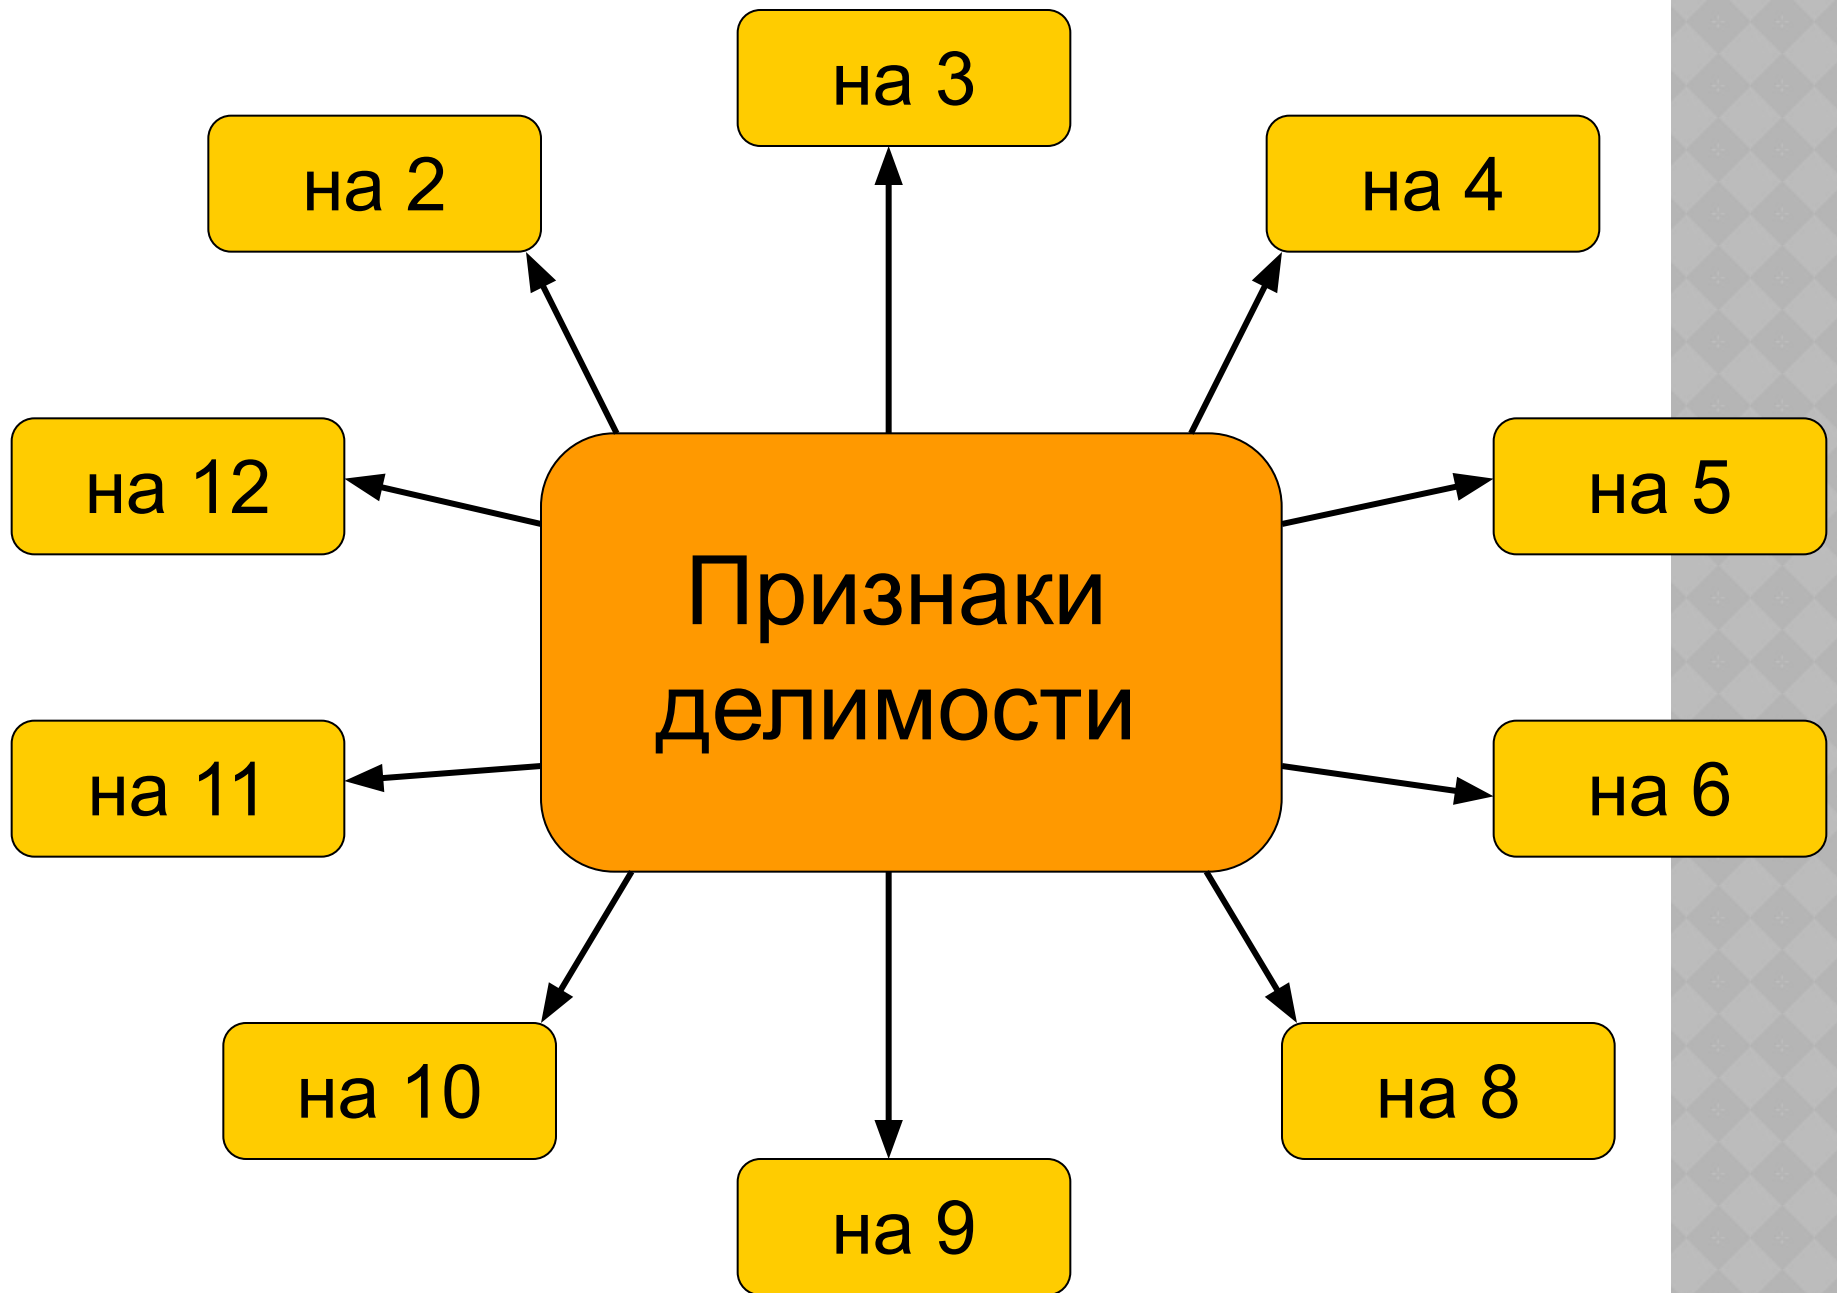 на 3
на 2
на 4
на 12
на 5
Признаки
делимости
на 11
на 6
на 10
на 8
на 9